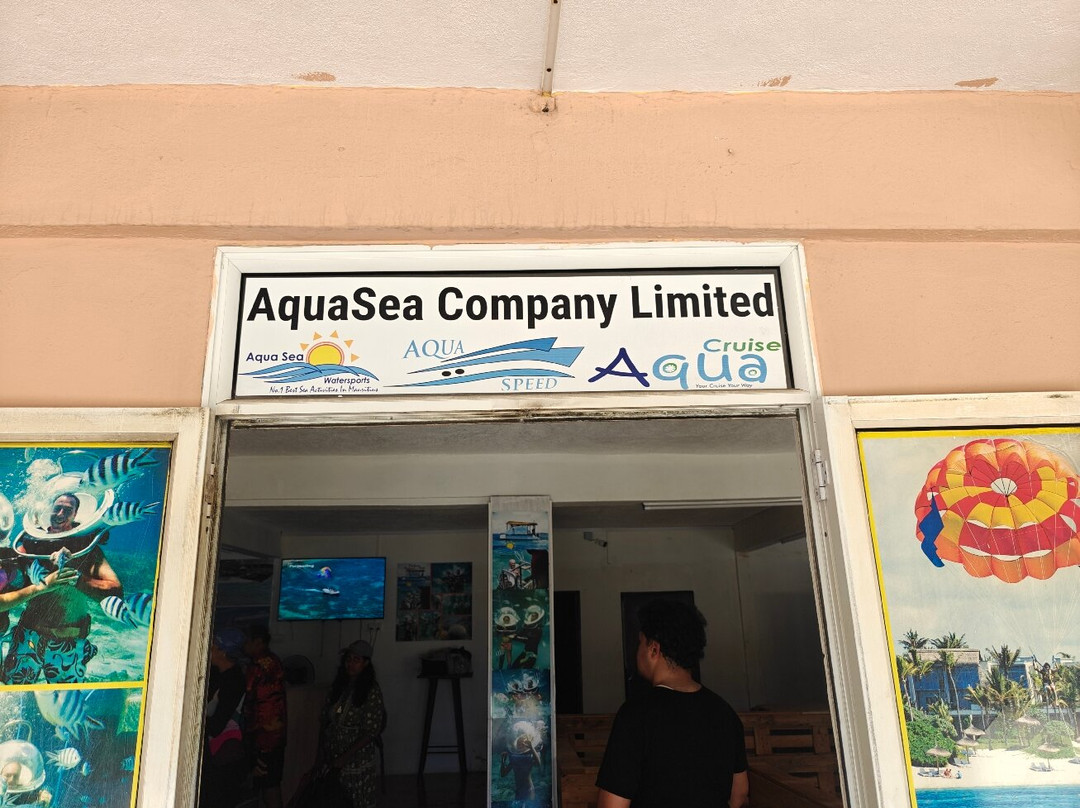 AquaSea Company Limited
Aqua Sea
Watersports
No.1 Best Sea Activities In Mauritius
AQUA
SPEED
Cruise
Aqua
Your Cruise Your Way